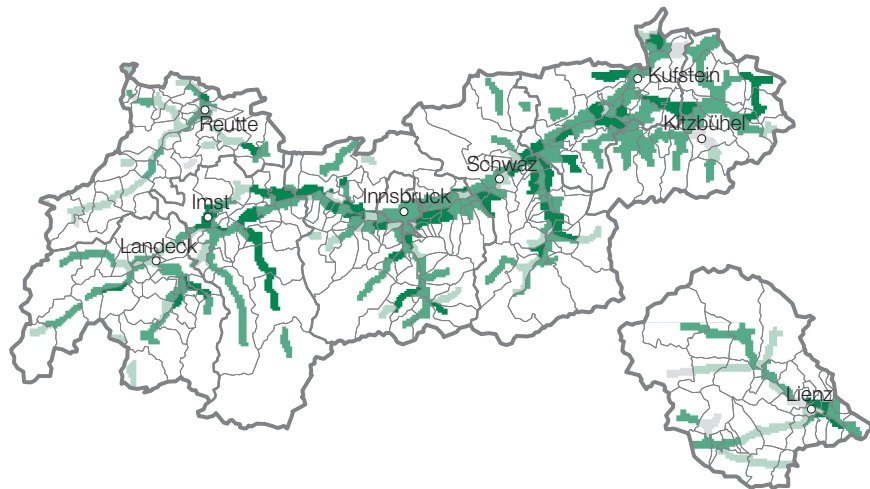 Kufstein
Reutte
Kitzbühel
Schwaz
Imst
Innsbruck
Landeck
Lienz